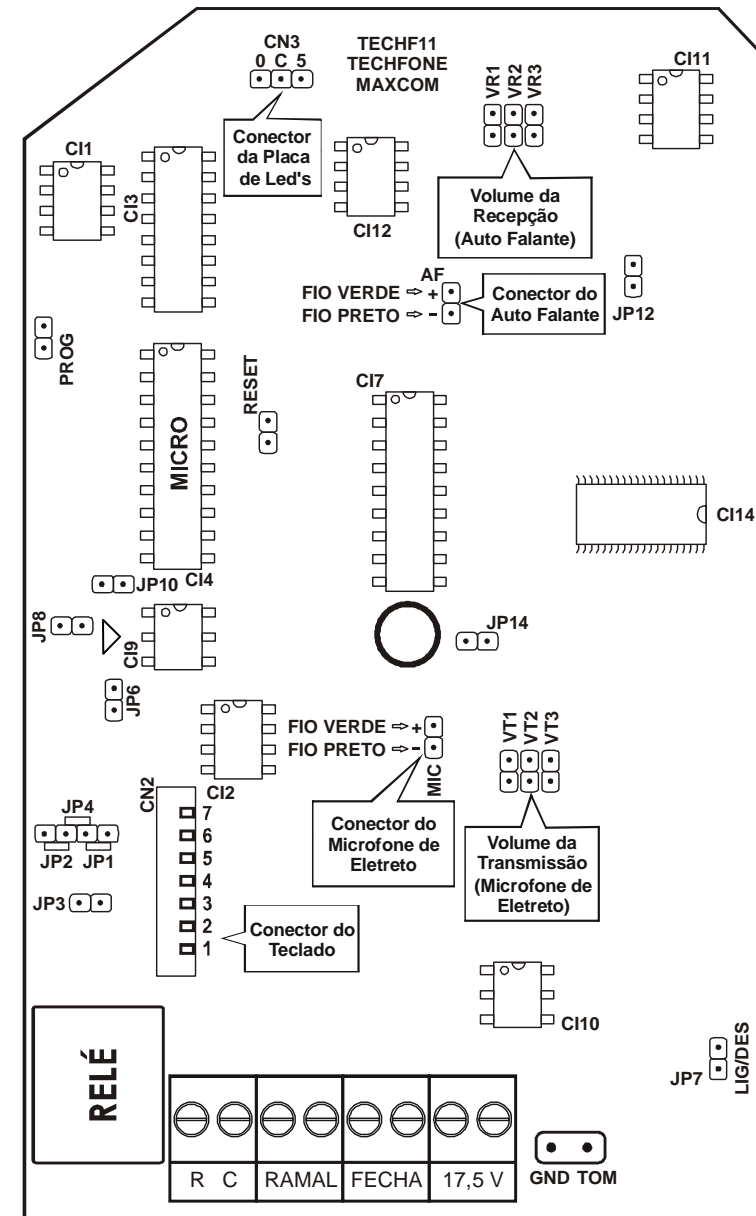 CN3
0 C 5
TECHF11
TECHFONE
MAXCOM
VR1
VR2
VR3
CI11
Conector
da Placa
de Led's
CI1
CI3
CI12
Volume da
Recepção
(Auto Falante)
AF
FIO VERDE ⇨ +
FIO PRETO ⇨ -
Conector do
Auto Falante
JP12
PROG
RESET
MICRO
CI7
CI14
JP10
CI4
JP8
CI9
JP14
JP6
FIO VERDE ⇨ +
FIO PRETO ⇨ -
MIC
VT1
VT2
VT3
CN2
CI2
7
6
5
4
3
2
1
JP4
JP2
JP1
JP3
Conector do
Microfone de
Eletreto
Volume da
Transmissão
(Microfone de
Eletreto)
Conector do
Teclado
CI10
RELÉ
JP7
LIG/DES
R C
RAMAL
FECHA
17,5 V
GND TOM